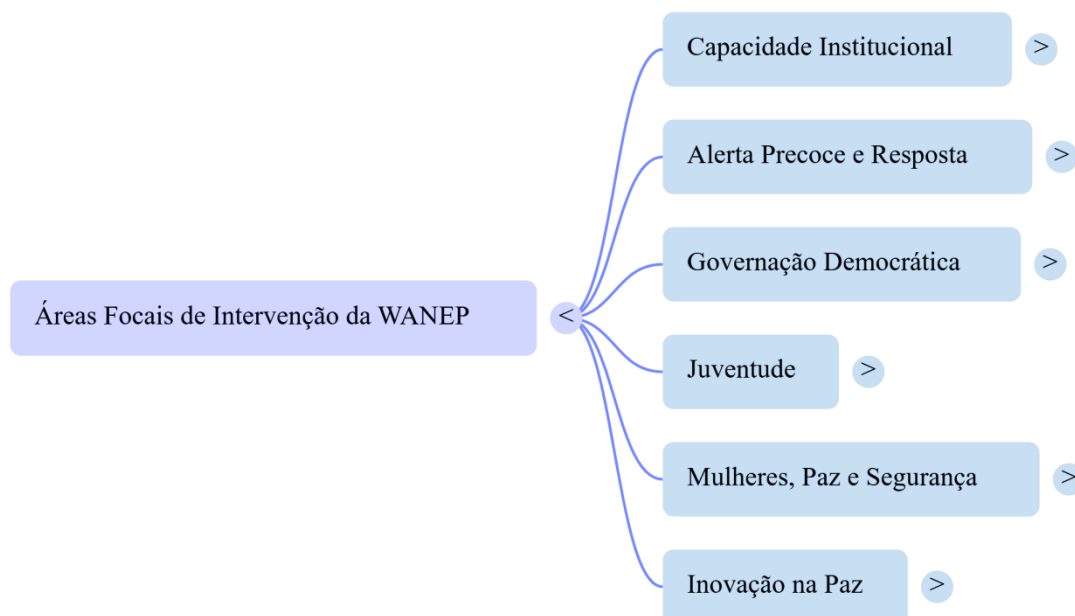 Capacidade Institucional >
Alerta Precoce e Resposta >
Governação Democrática >
Áreas Focais de Intervenção da WANEP <
Juventude >
Mulheres, Paz e Segurança >
Inovação na Paz >